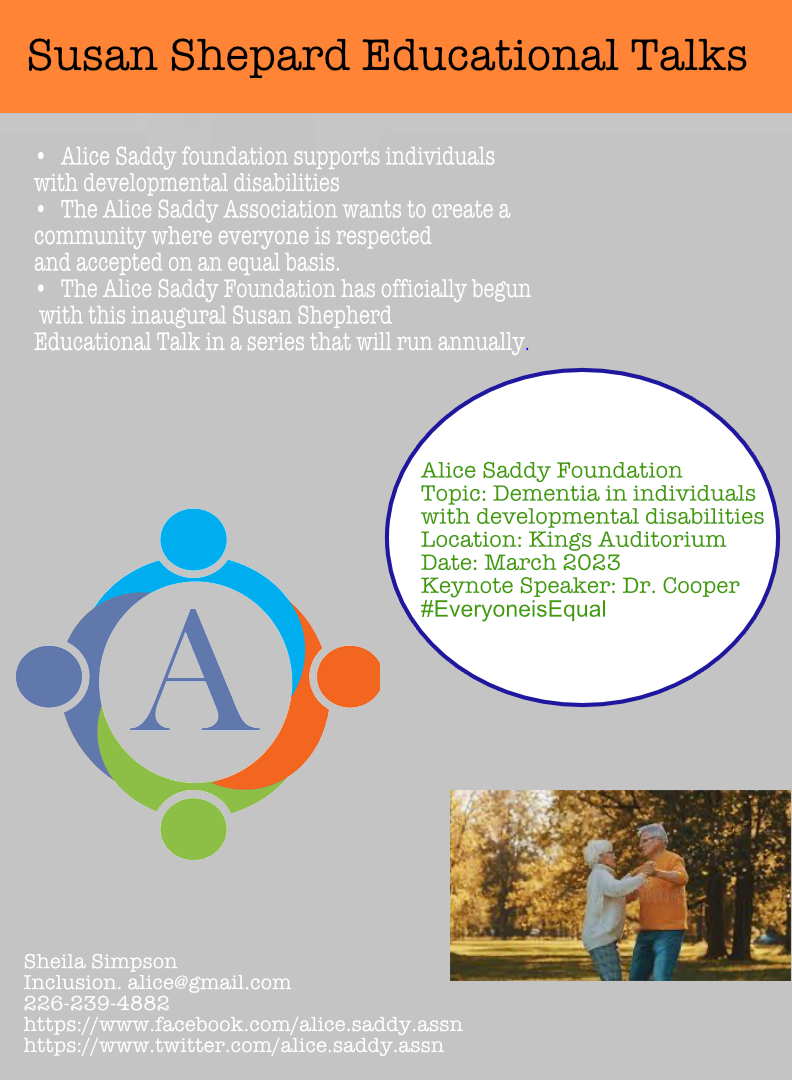 Susan Shepard Educational Talks
• Alice Saddy foundation supports individuals
with developmental disabilities
• The Alice Saddy Association wants to create a
community where everyone is respected
and accepted on an equal basis.
• The Alice Saddy Foundation has officially begun
with this inaugural Susan Shepherd
Educational Talk in a series that will run annually.
Alice Saddy Foundation
Topic: Dementia in individuals
with developmental disabilities
Location: Kings Auditorium
Date: March 2023
Keynote Speaker: Dr. Cooper
#EveryoneisEqual
A
Sheila Simpson
Inclusion. alice@gmail.com
226-239-4882
https://www.facebook.com/alice.saddy.assn
https://www.twitter.com/alice.saddy.assn